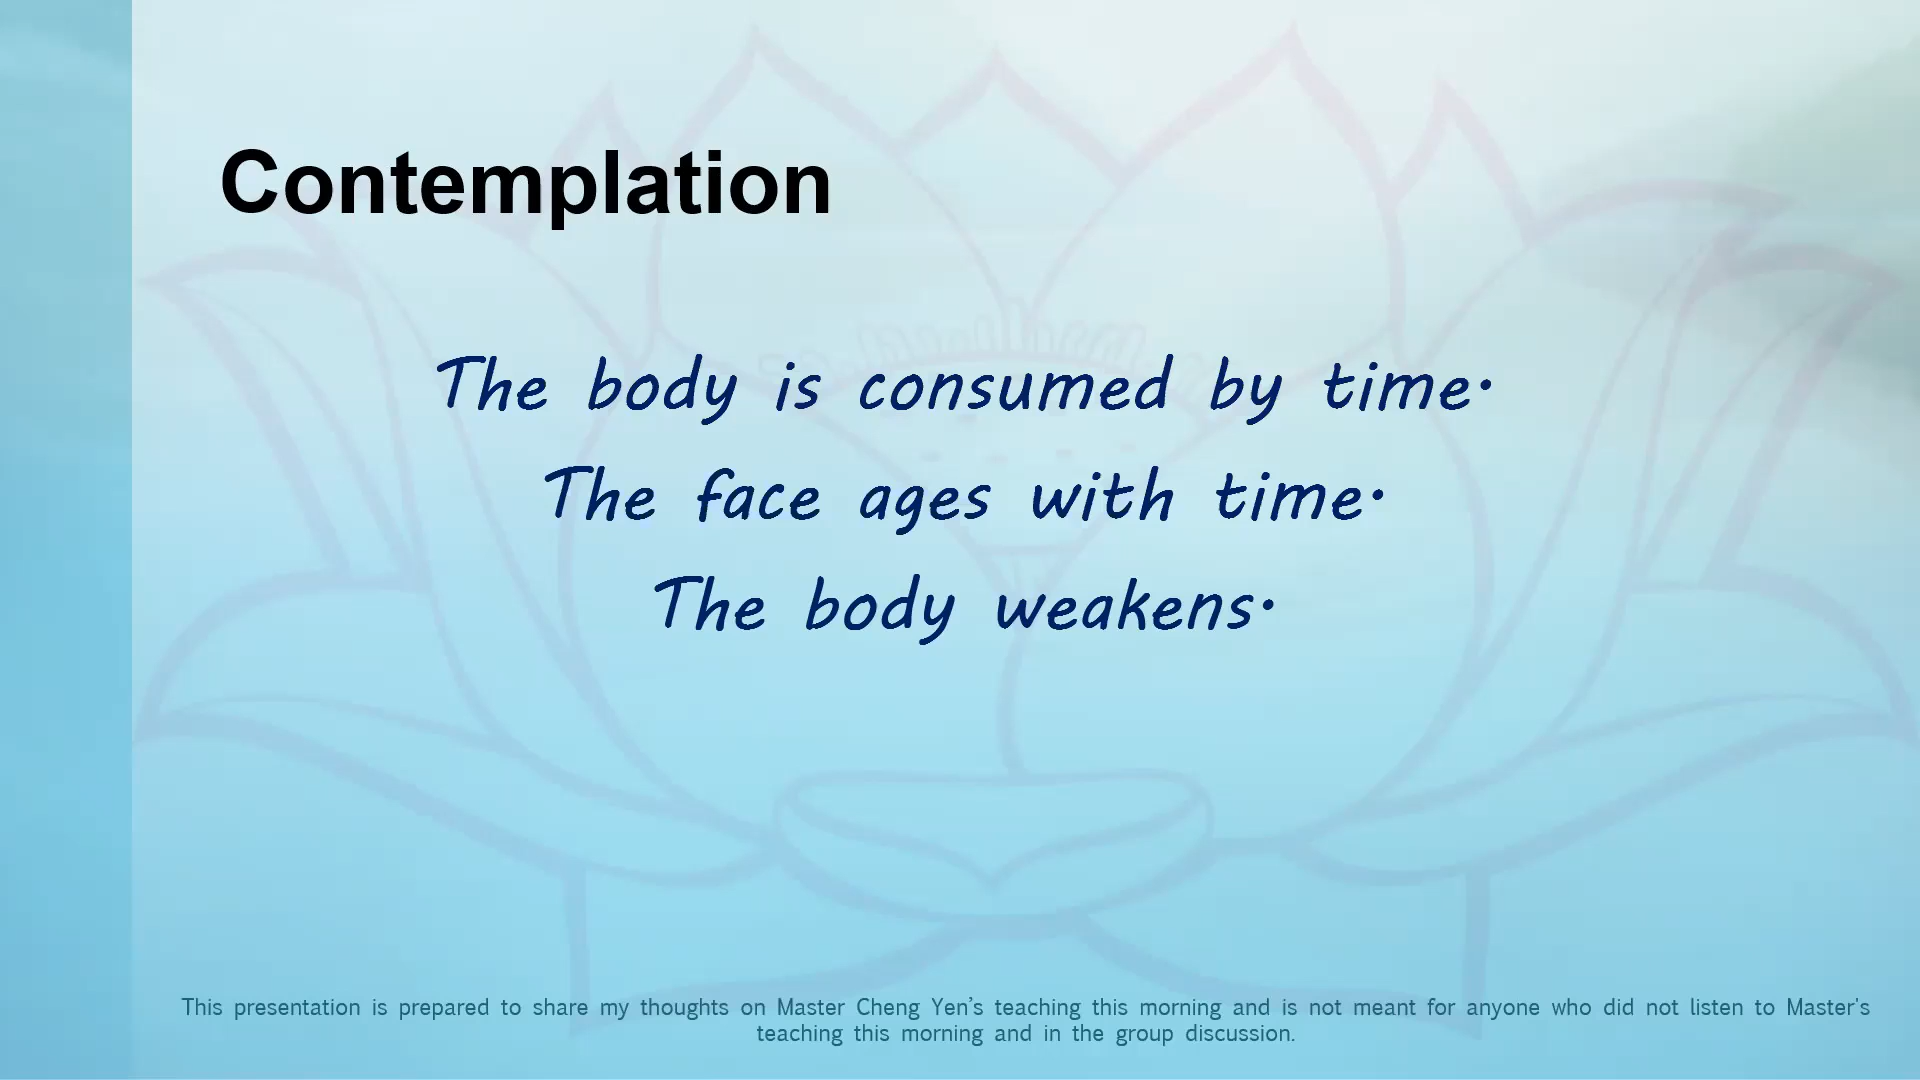 Contemplation
The body is consumed by time.
The face ages with time.
The body weakens.
This presentation is prepared to share my thoughts on Master Cheng Yen’s teaching this morning and is not meant for anyone who did not listen to Master's
teaching this morning and in the group discussion.